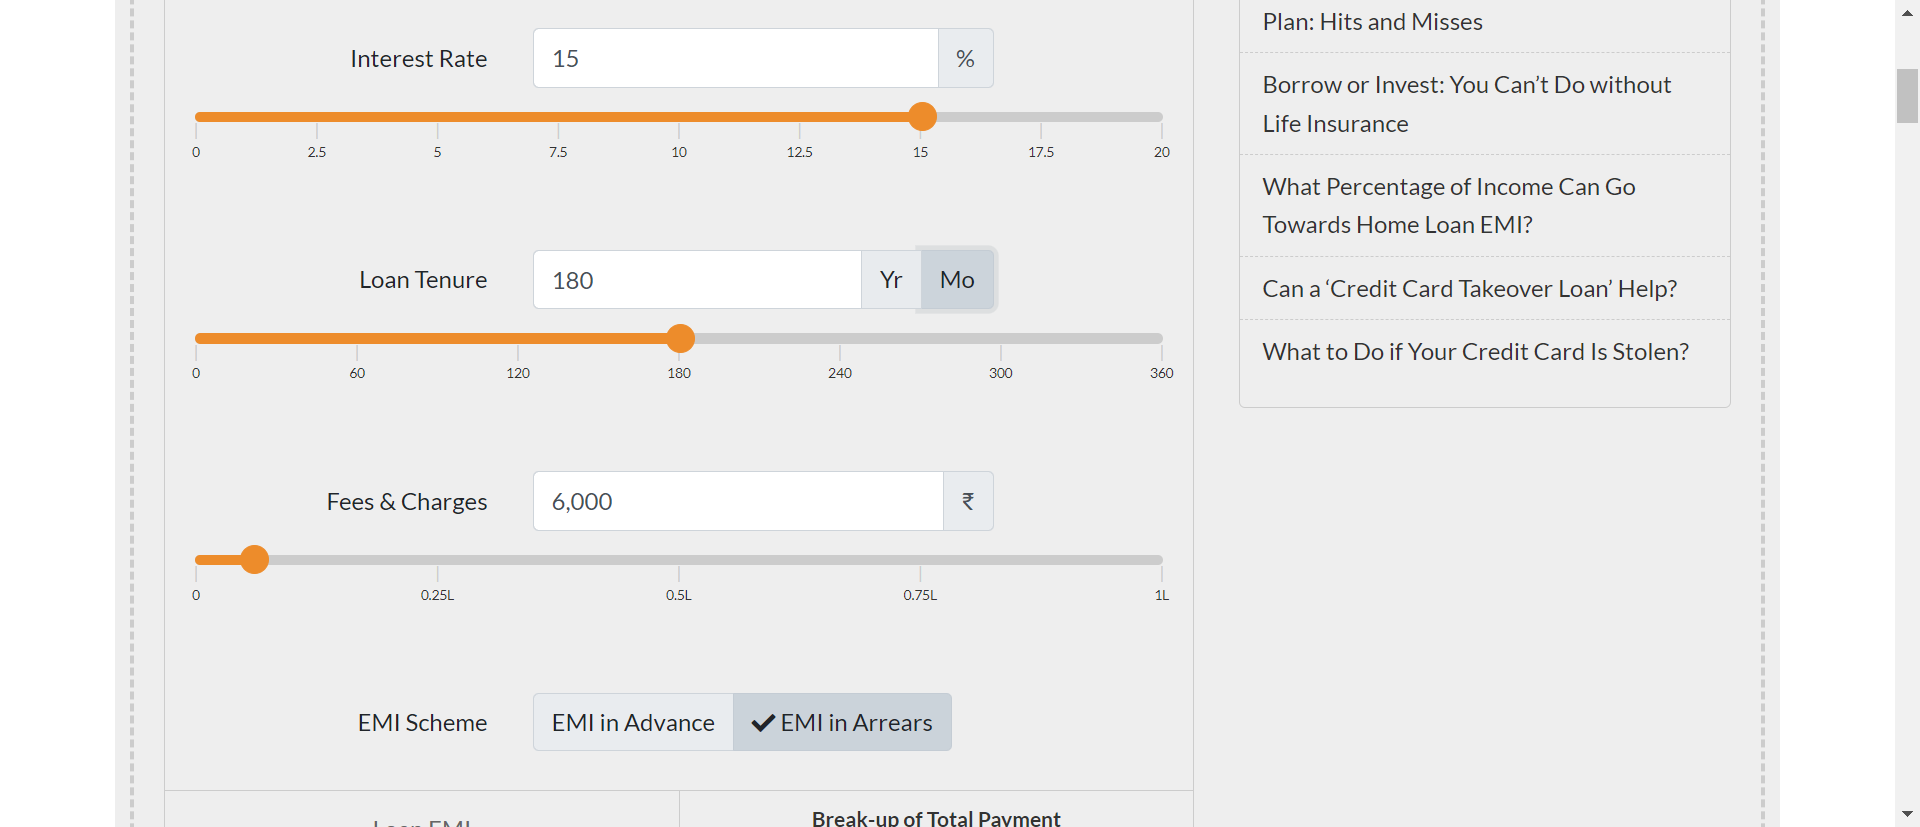 Interest Rate
15
%
0 2.5 5 7.5 10 12.5 15 17.5 20
Loan Tenure
180
Yr
Mo
0 60 120 180 240 300 360
Fees & Charges
6,000
₹
0 0.25L 0.5L 0.75L 1L
EMI Scheme
EMI in Advance
EMI in Arrears
Loan EMI
Break-up of Total Payment
Plan: Hits and Misses
Borrow or Invest: You Can’t Do without
Life Insurance
What Percentage of Income Can Go
Towards Home Loan EMI?
Can a ‘Credit Card Takeover Loan’ Help?
What to Do if Your Credit Card Is Stolen?